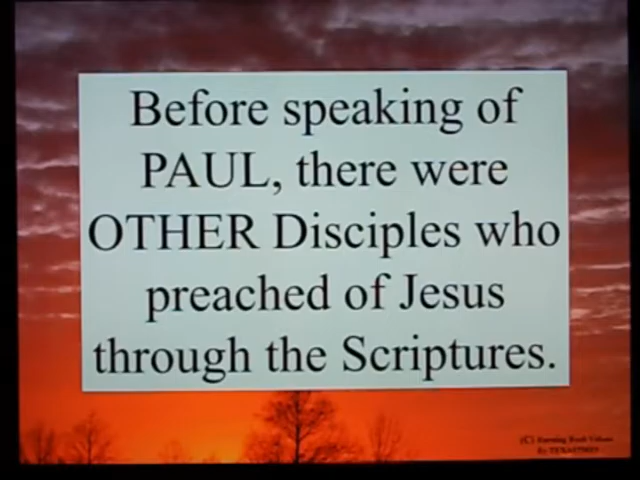 Before speaking of
PAUL, there were
OTHER Disciples who
preached of Jesus
through the Scriptures.
(C)